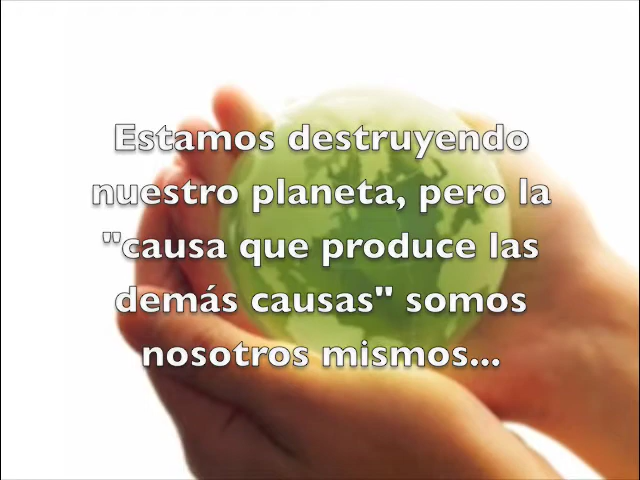 Estamos destruyendo
nuestro planeta, pero la
"causa que produce las
demás causas" somos
nosotros mismos...